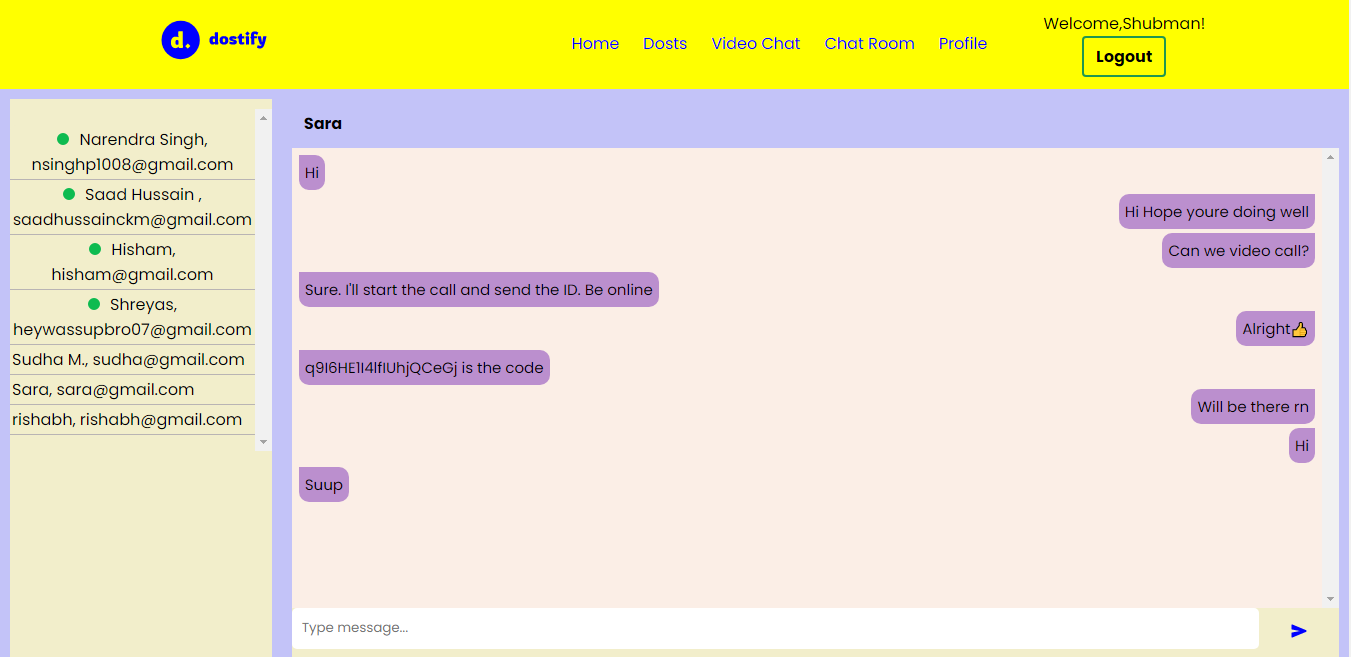 d. dostify
Home Dosts Video Chat Chat Room Profile
Welcome,Shubman!
Logout
Narendra Singh,
nsinghp1008@gmail.com
Saad Hussain ,
saadhussainckm@gmail.com
Hisham,
hisham@gmail.com
Shreyas,
heywassupbro07@gmail.com
Sudha M., sudha@gmail.com
Sara, sara@gmail.com
rishabh, rishabh@gmail.com
Sara
Hi
Hi Hope youre doing well
Can we video call?
Sure. I'll start the call and send the ID. Be online
Alright👍
is the code
Will be there rn
Hi
Suup
Type message...